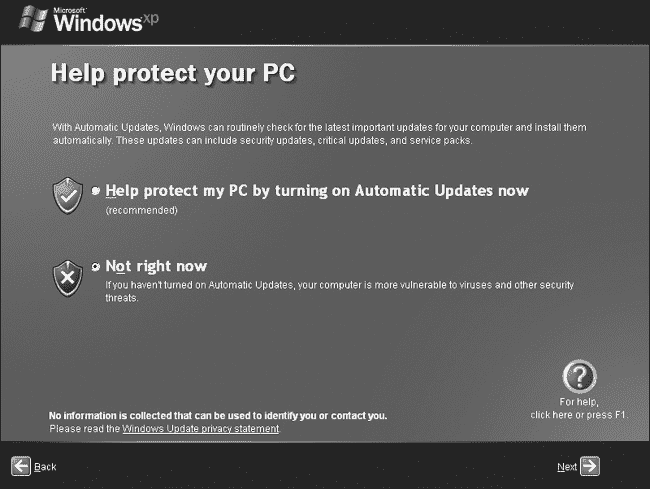 Microsoft
Windows xp
Help protect your PC
With Automatic Updates, Windows can routinely check for the latest important updates for your computer and install them
automatically. These updates can include security updates, critical updates, and service packs.
Help protect my PC by turning on Automatic Updates now
(recommended)
Not right now
If you haven't turned on Automatic Updates, your computer is more vulnerable to viruses and other security
threats.
For help,
click here or press F1.
No information is collected that can be used to identify you or contact you.
Please read the Windows Update privacy statement.
Back
Next